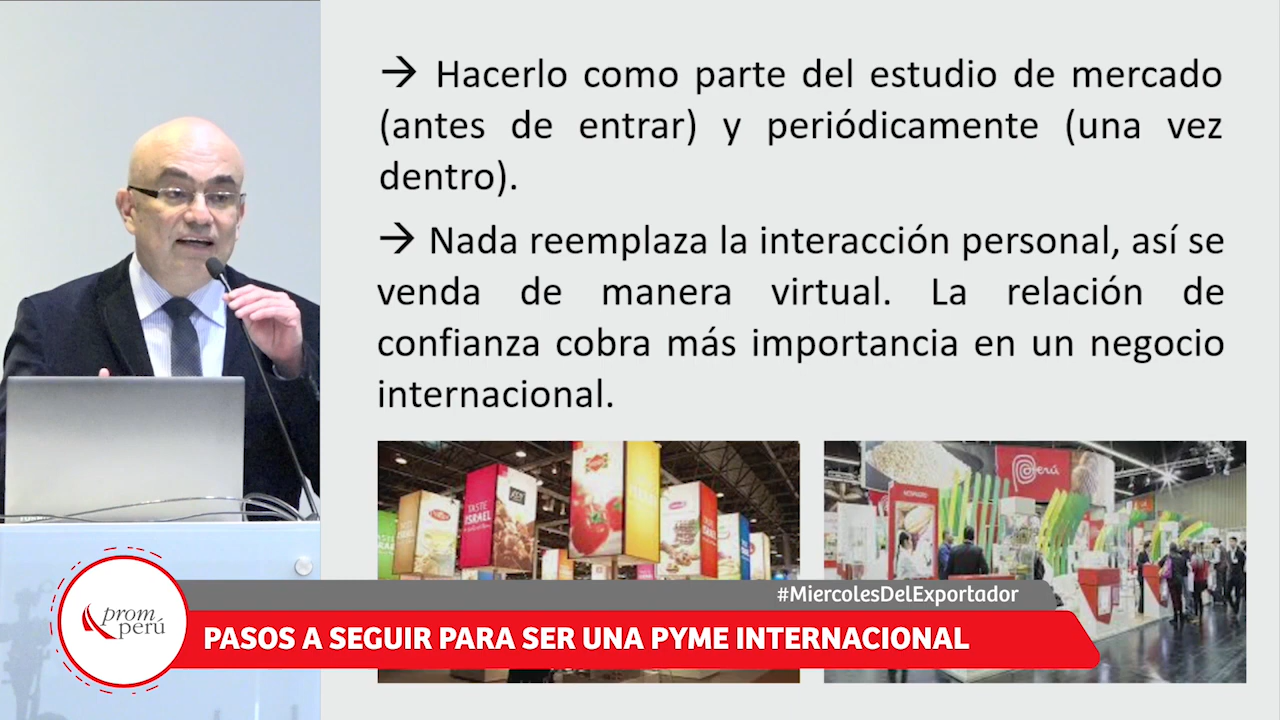 → Hacerlo como parte del estudio de mercado
(antes de entrar) y periódicamente (una vez
dentro).
→ Nada reemplaza la interacción personal, así se
venda de manera virtual. La relación de
confianza cobra más importancia en un negocio
internacional.
TASTE
ISRAEL
Perú
#MiercolesDelExportador
prom
perú
PASOS A SEGUIR PARA SER UNA PYME INTERNACIONAL